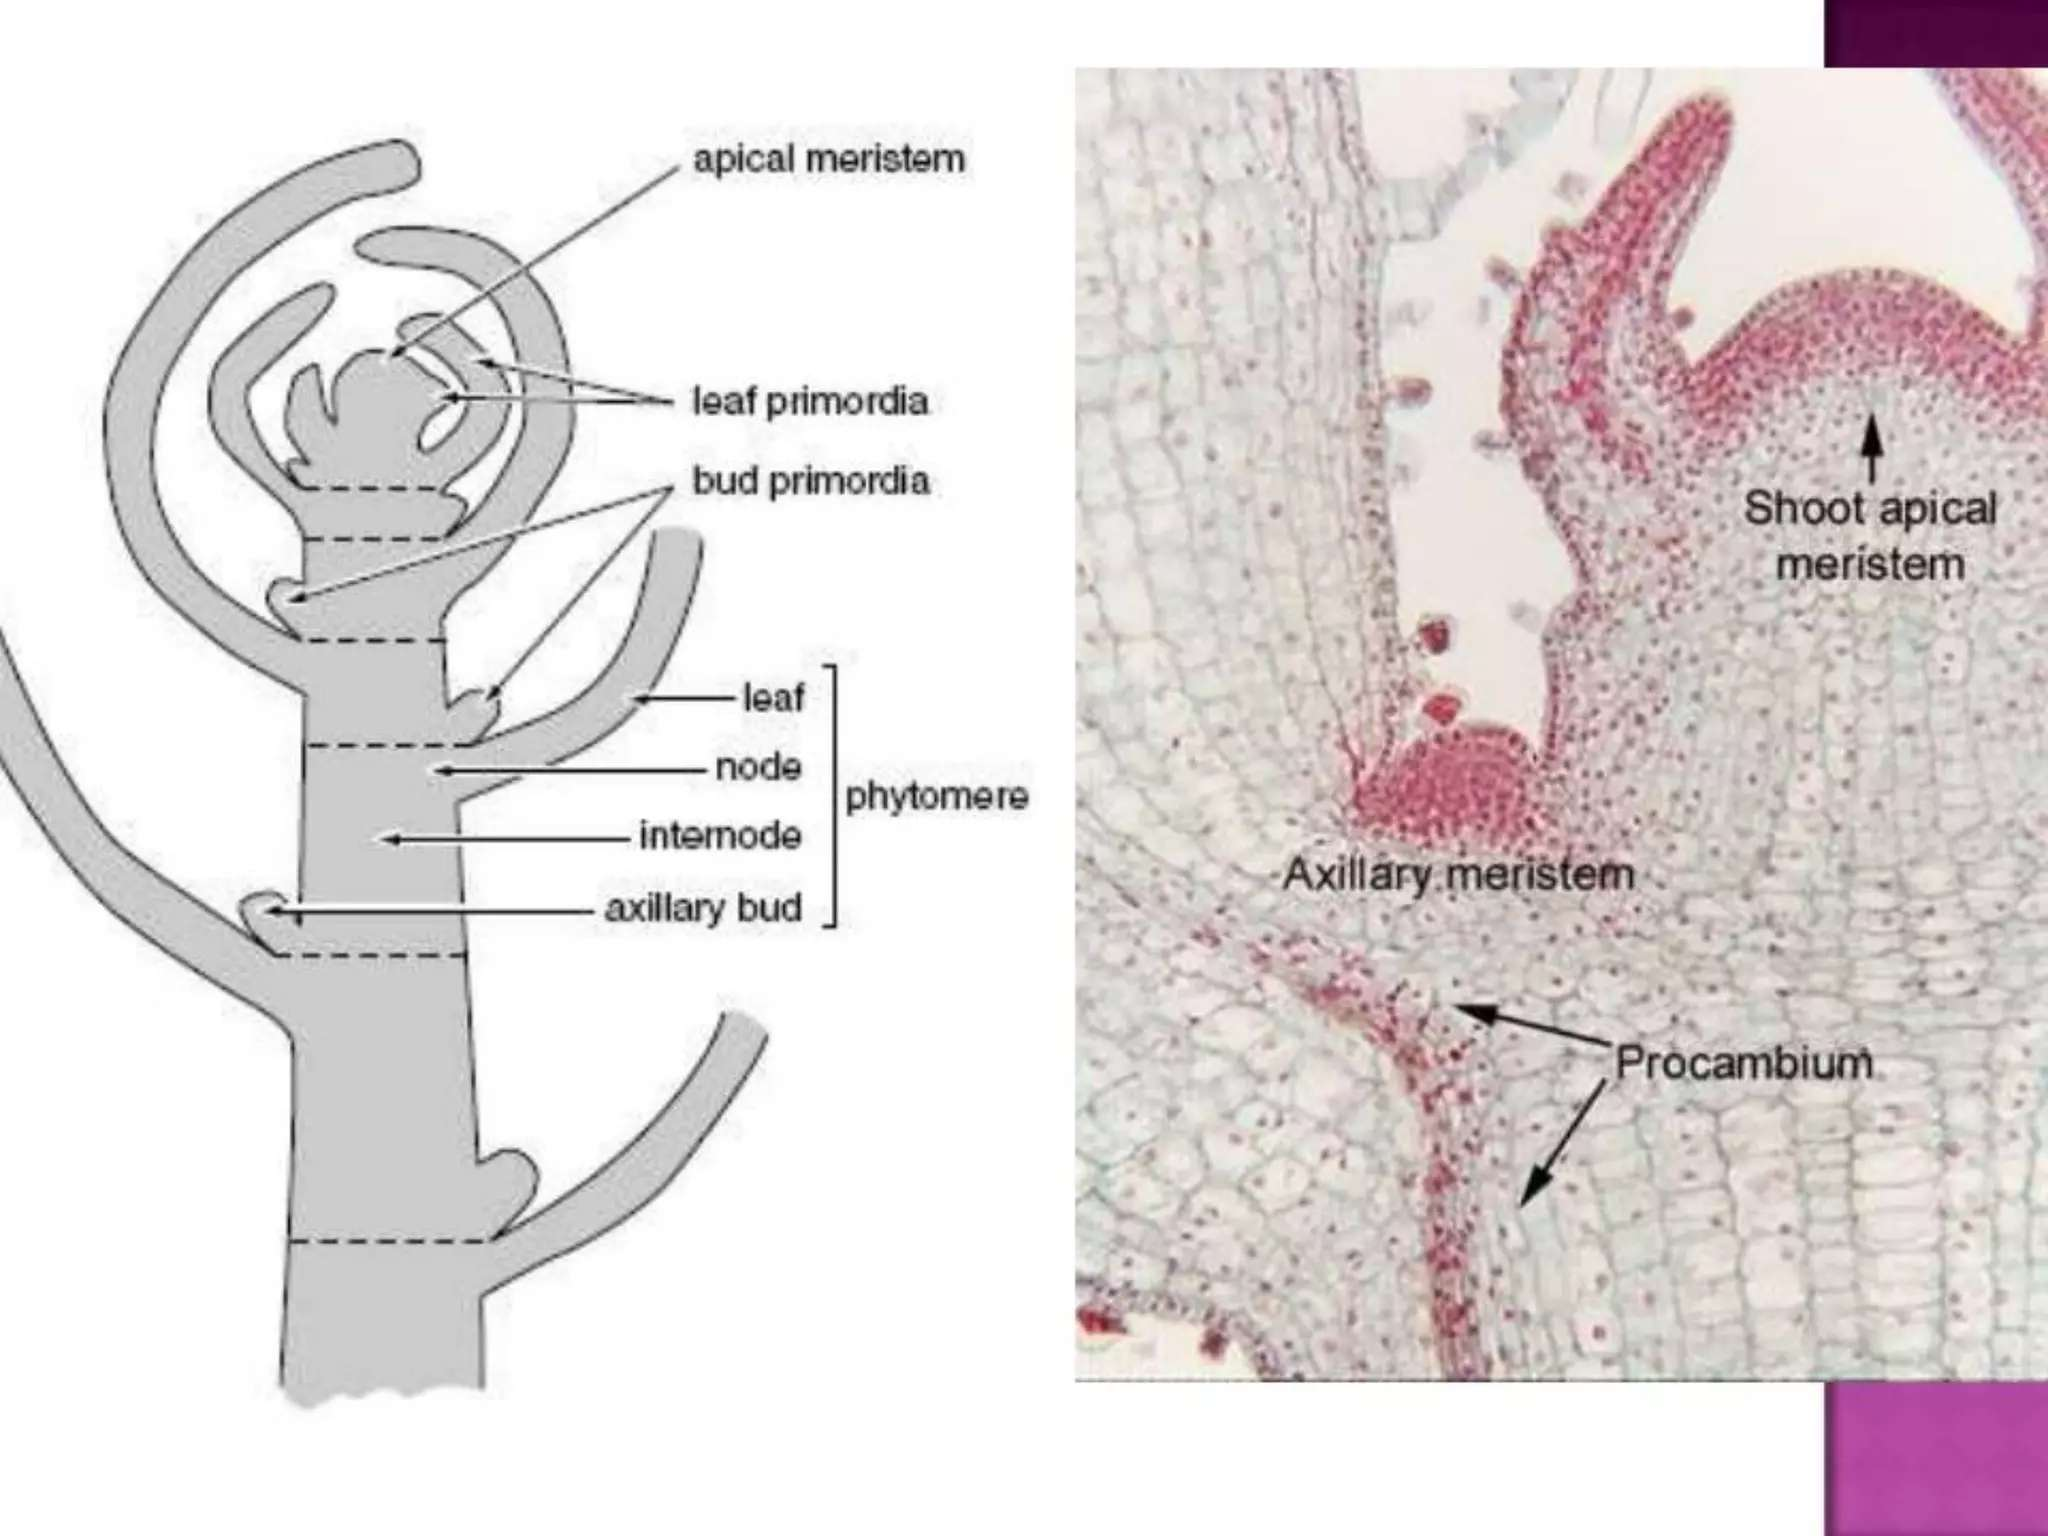 apical meristem
leaf primordia
bud primordia
leaf
node
internode
axillary bud
phytomere
Shoot apical
meristem
Axillary meristem
Procambium